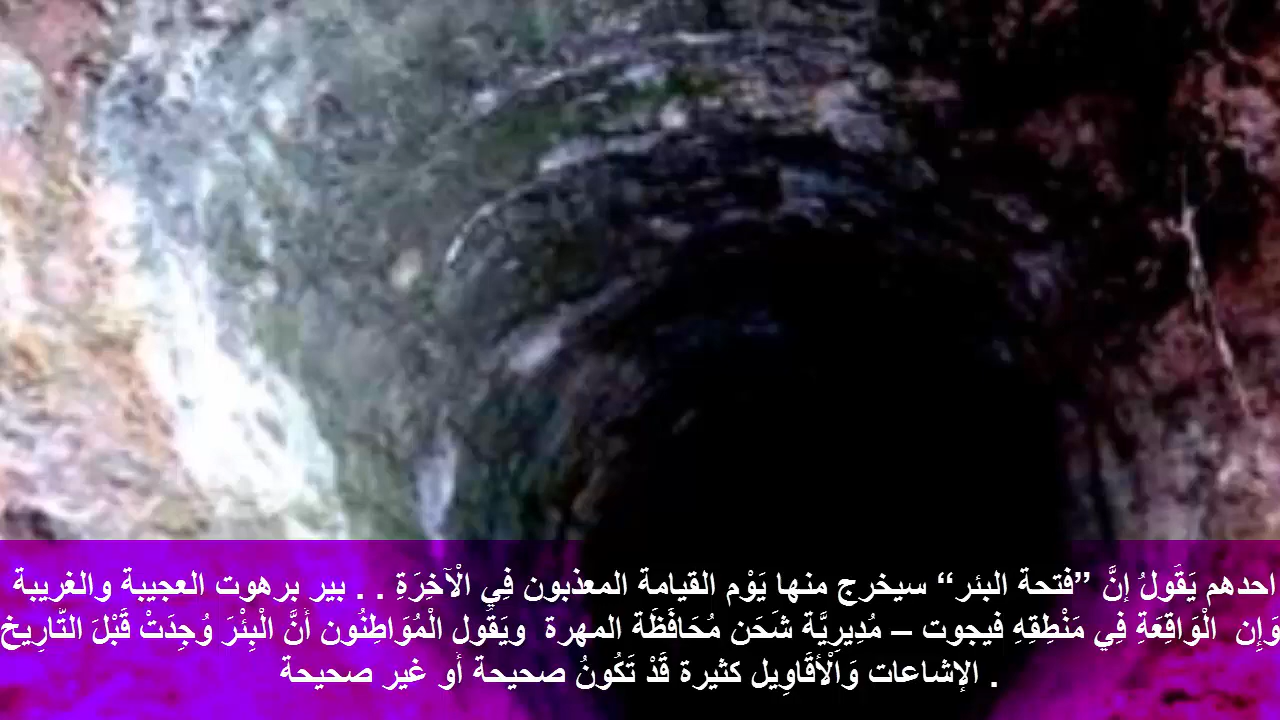 احدهم يَقُولُ إنَّ ”فتحة البئر“ سيخرج منها يَوْم القيامة المعذبون فِي الْآخِرَةِ . . بير برهوت العجيبة والغريبة
وَإِن الْوَاقِعَةِ فِي مَنْطِقِهِ فيجوت – مُدِيرِيَّة شَحَن مُحَافَظَة المهرة ويَقُول الْمُوَاطِنُون أَنَّ الْبِئْرَ وُجِدَتْ قَبْلَ التّارِيخ
الإشاعات وَالْأَقَاوِيل كثيرة قَدْ تَكُونُ صحيحة أو غير صحيحة .